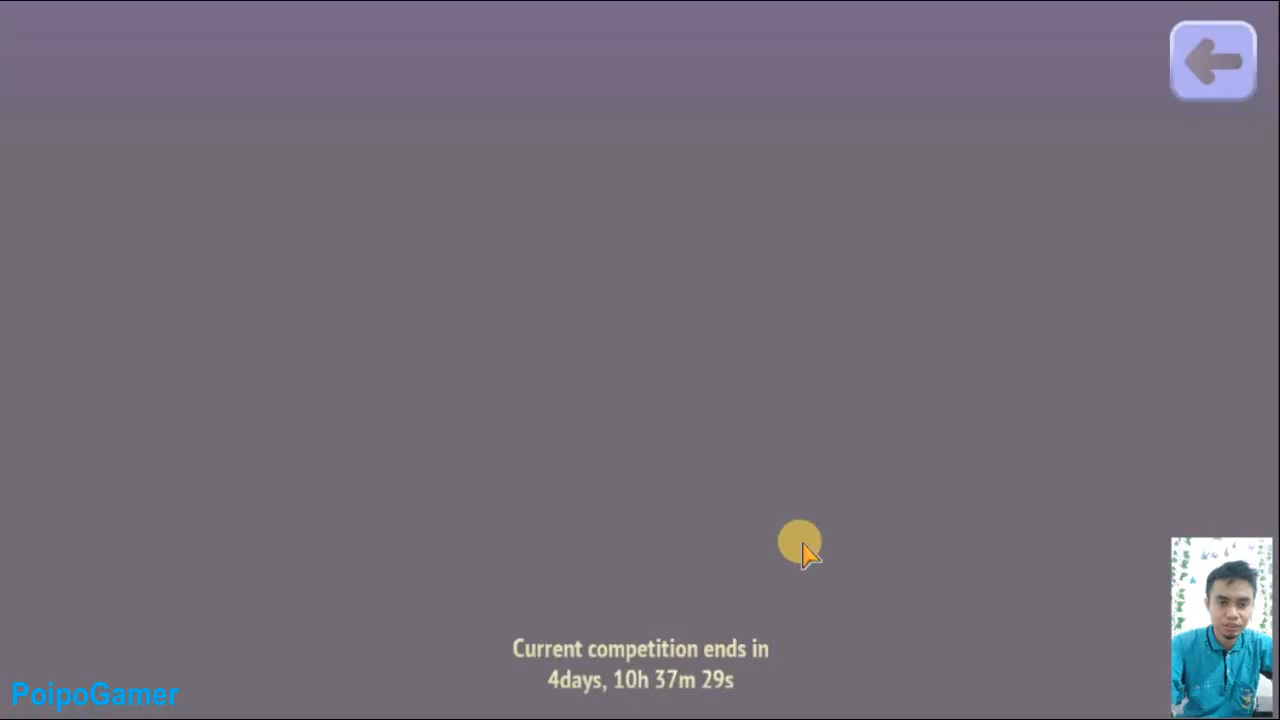 Current competition ends in
4days, 10h 37m 29s
PoipoGamer